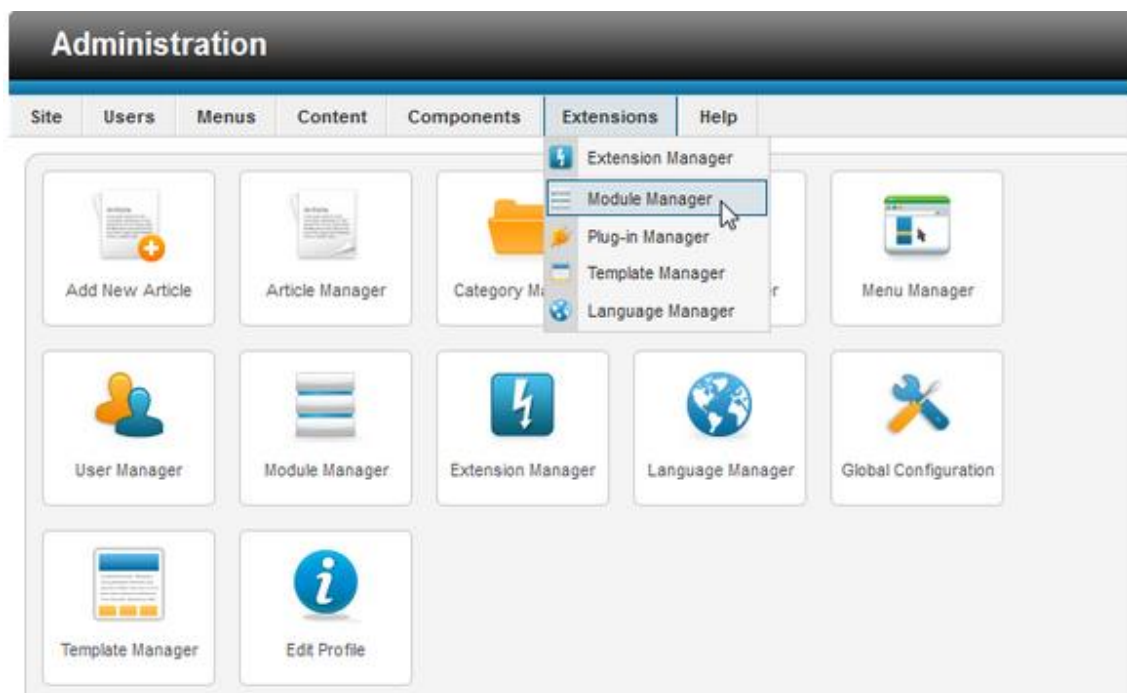 Administration
Site Users Menus Content Components Extensions Help
Extension Manager
Module Manager
Plug-in Manager
Template Manager
Language Manager
Add New Article Article Manager Category Menu Manager
User Manager Module Manager Extension Manager Language Manager Global Configuration
Template Manager Edit Profile